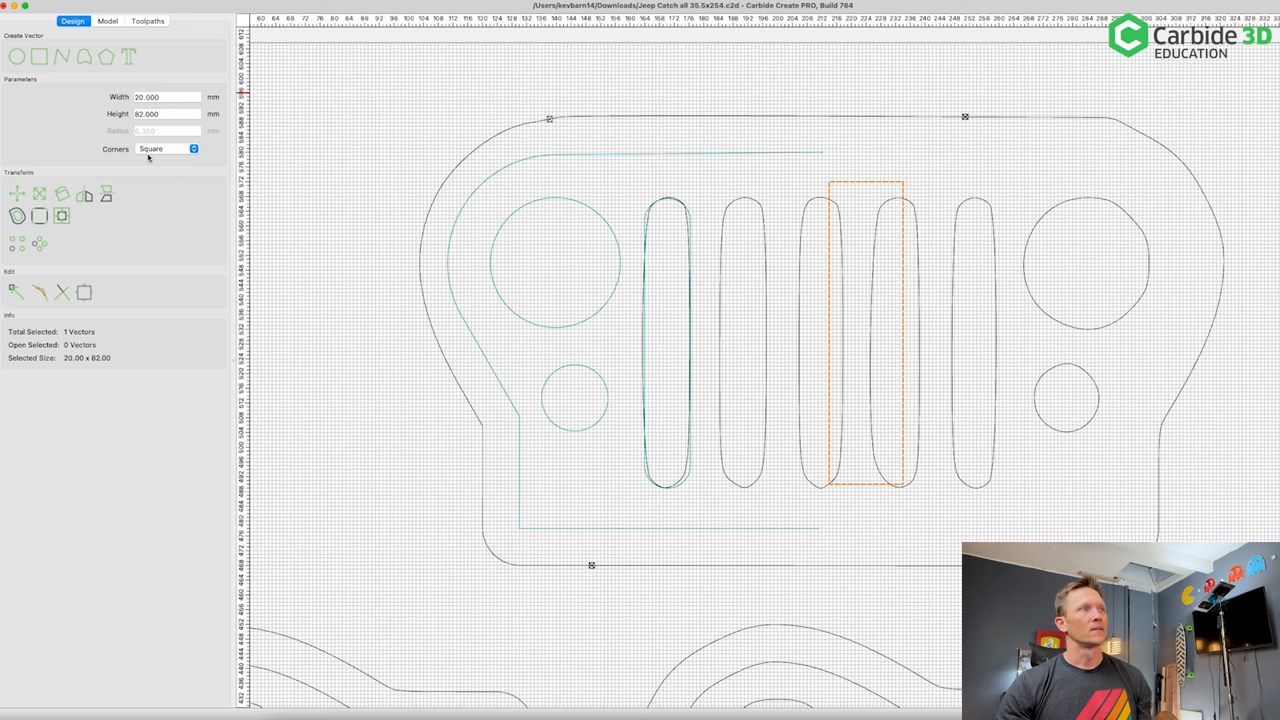 /Users/kevbarn14/Downloads/Jeep Catch all 35.5x254.c2d - Carbide Create PRO, Build 764
Design
Model
Toolpaths
Create Vector
Parameters
Width 20.000 mm
Height 82.000 mm
Radius 6.350 mm
Corners Square
Transform
Edit
Info
Total Selected: 1 Vectors
Open Selected: 0 Vectors
Selected Size: 20.00 x 82.00
Carbide 3D
EDUCATION